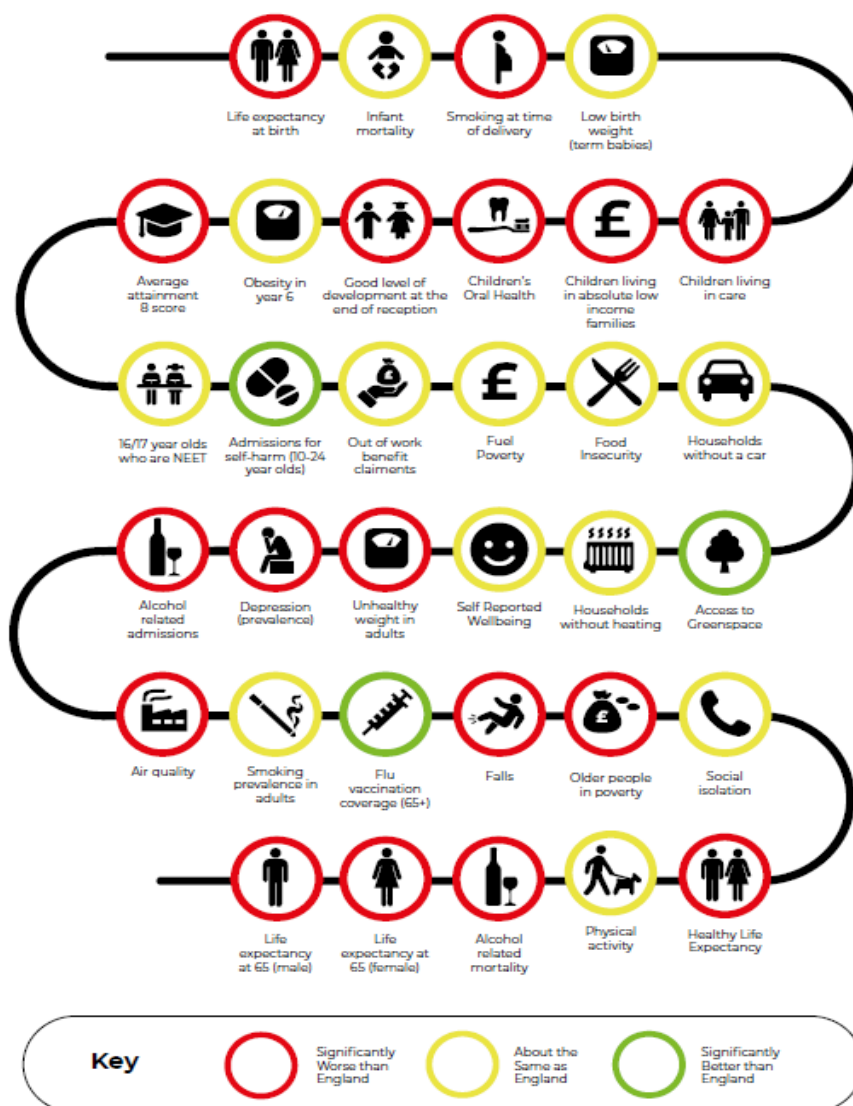 Life expectancy
at birth
Infant
mortality
Smoking at time
of delivery
Low birth
weight
(term babies)
Average
attainment
8 score
Obesity in
year 6
Good level of
development at the
end of reception
Children's
Oral Health
£
Children living
in absolute low
income
families
Children living
in care
16/17 year olds
who are NEET
Admissions for
self-harm (10-24
year olds)
Out of work
benefit
claiments
£
Fuel
Poverty
Food
Insecurity
Households
without a car
Alcohol
related
admissions
Depression
(prevalence)
Unhealthy
weight in
adults
Self Reported
Wellbeing
Households
without heating
Access to
Greenspace
Air quality
Smoking
prevalence in
adults
Flu
vaccination
coverage (65+)
Falls
£
Older people
in poverty
Social
isolation
Life
expectancy
at 65 (male)
Life
expectancy at
65 (female)
Alcohol
related
mortality
Physical
activity
Healthy Life
Expectancy
Key
Significantly
Worse than
England
About the
Same as
England
Significantly
Better than
England